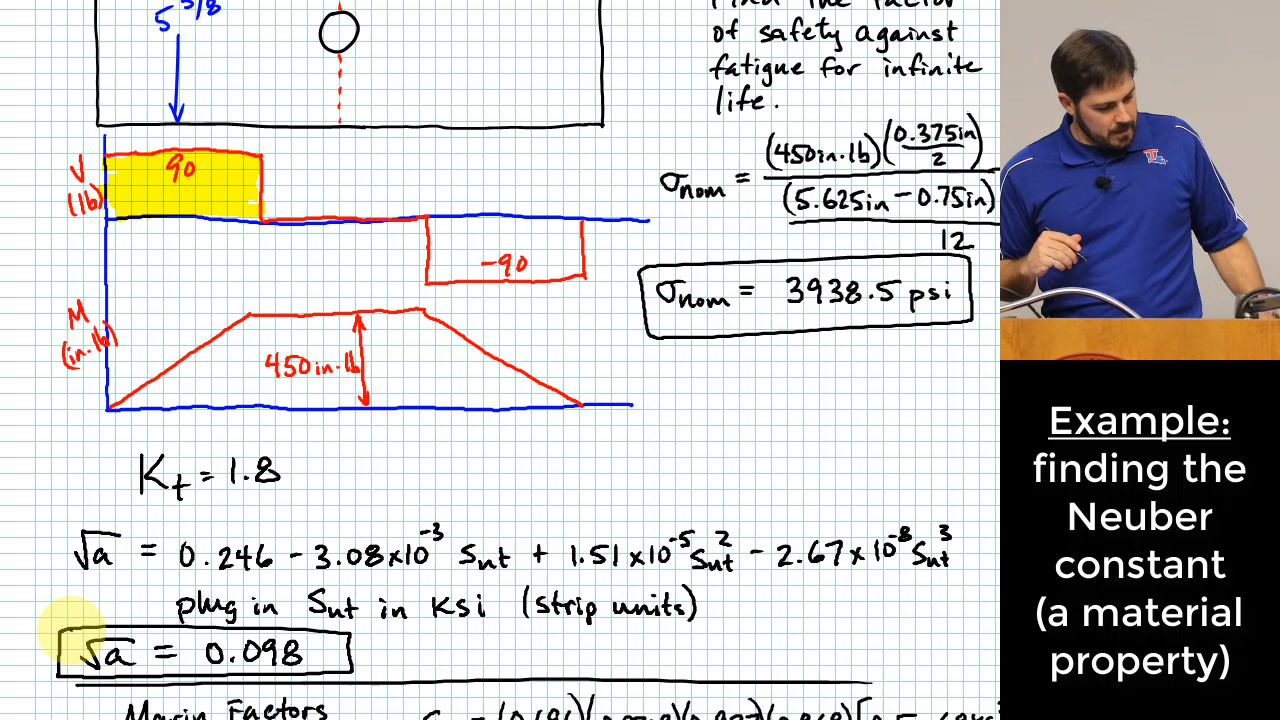 5 3/8
of safety against
fatigue for infinite
life.
V
(lb)
90
-90
σnom = (450in·lb)(0.375in/2)
(5.625in - 0.75in)
12
σnom = 3938.5 psi
M
(in·lb)
450in·lb
Kt = 1.8
√a = 0.246 - 3.08x10^-3 Sut + 1.51x10^-5 Sut^2 - 2.67x10^-8 Sut^3
plug in Sut in Ksi (strip units)
√a = 0.098
Marin Factors
Example:
finding the
Neuber
constant
(a material
property)